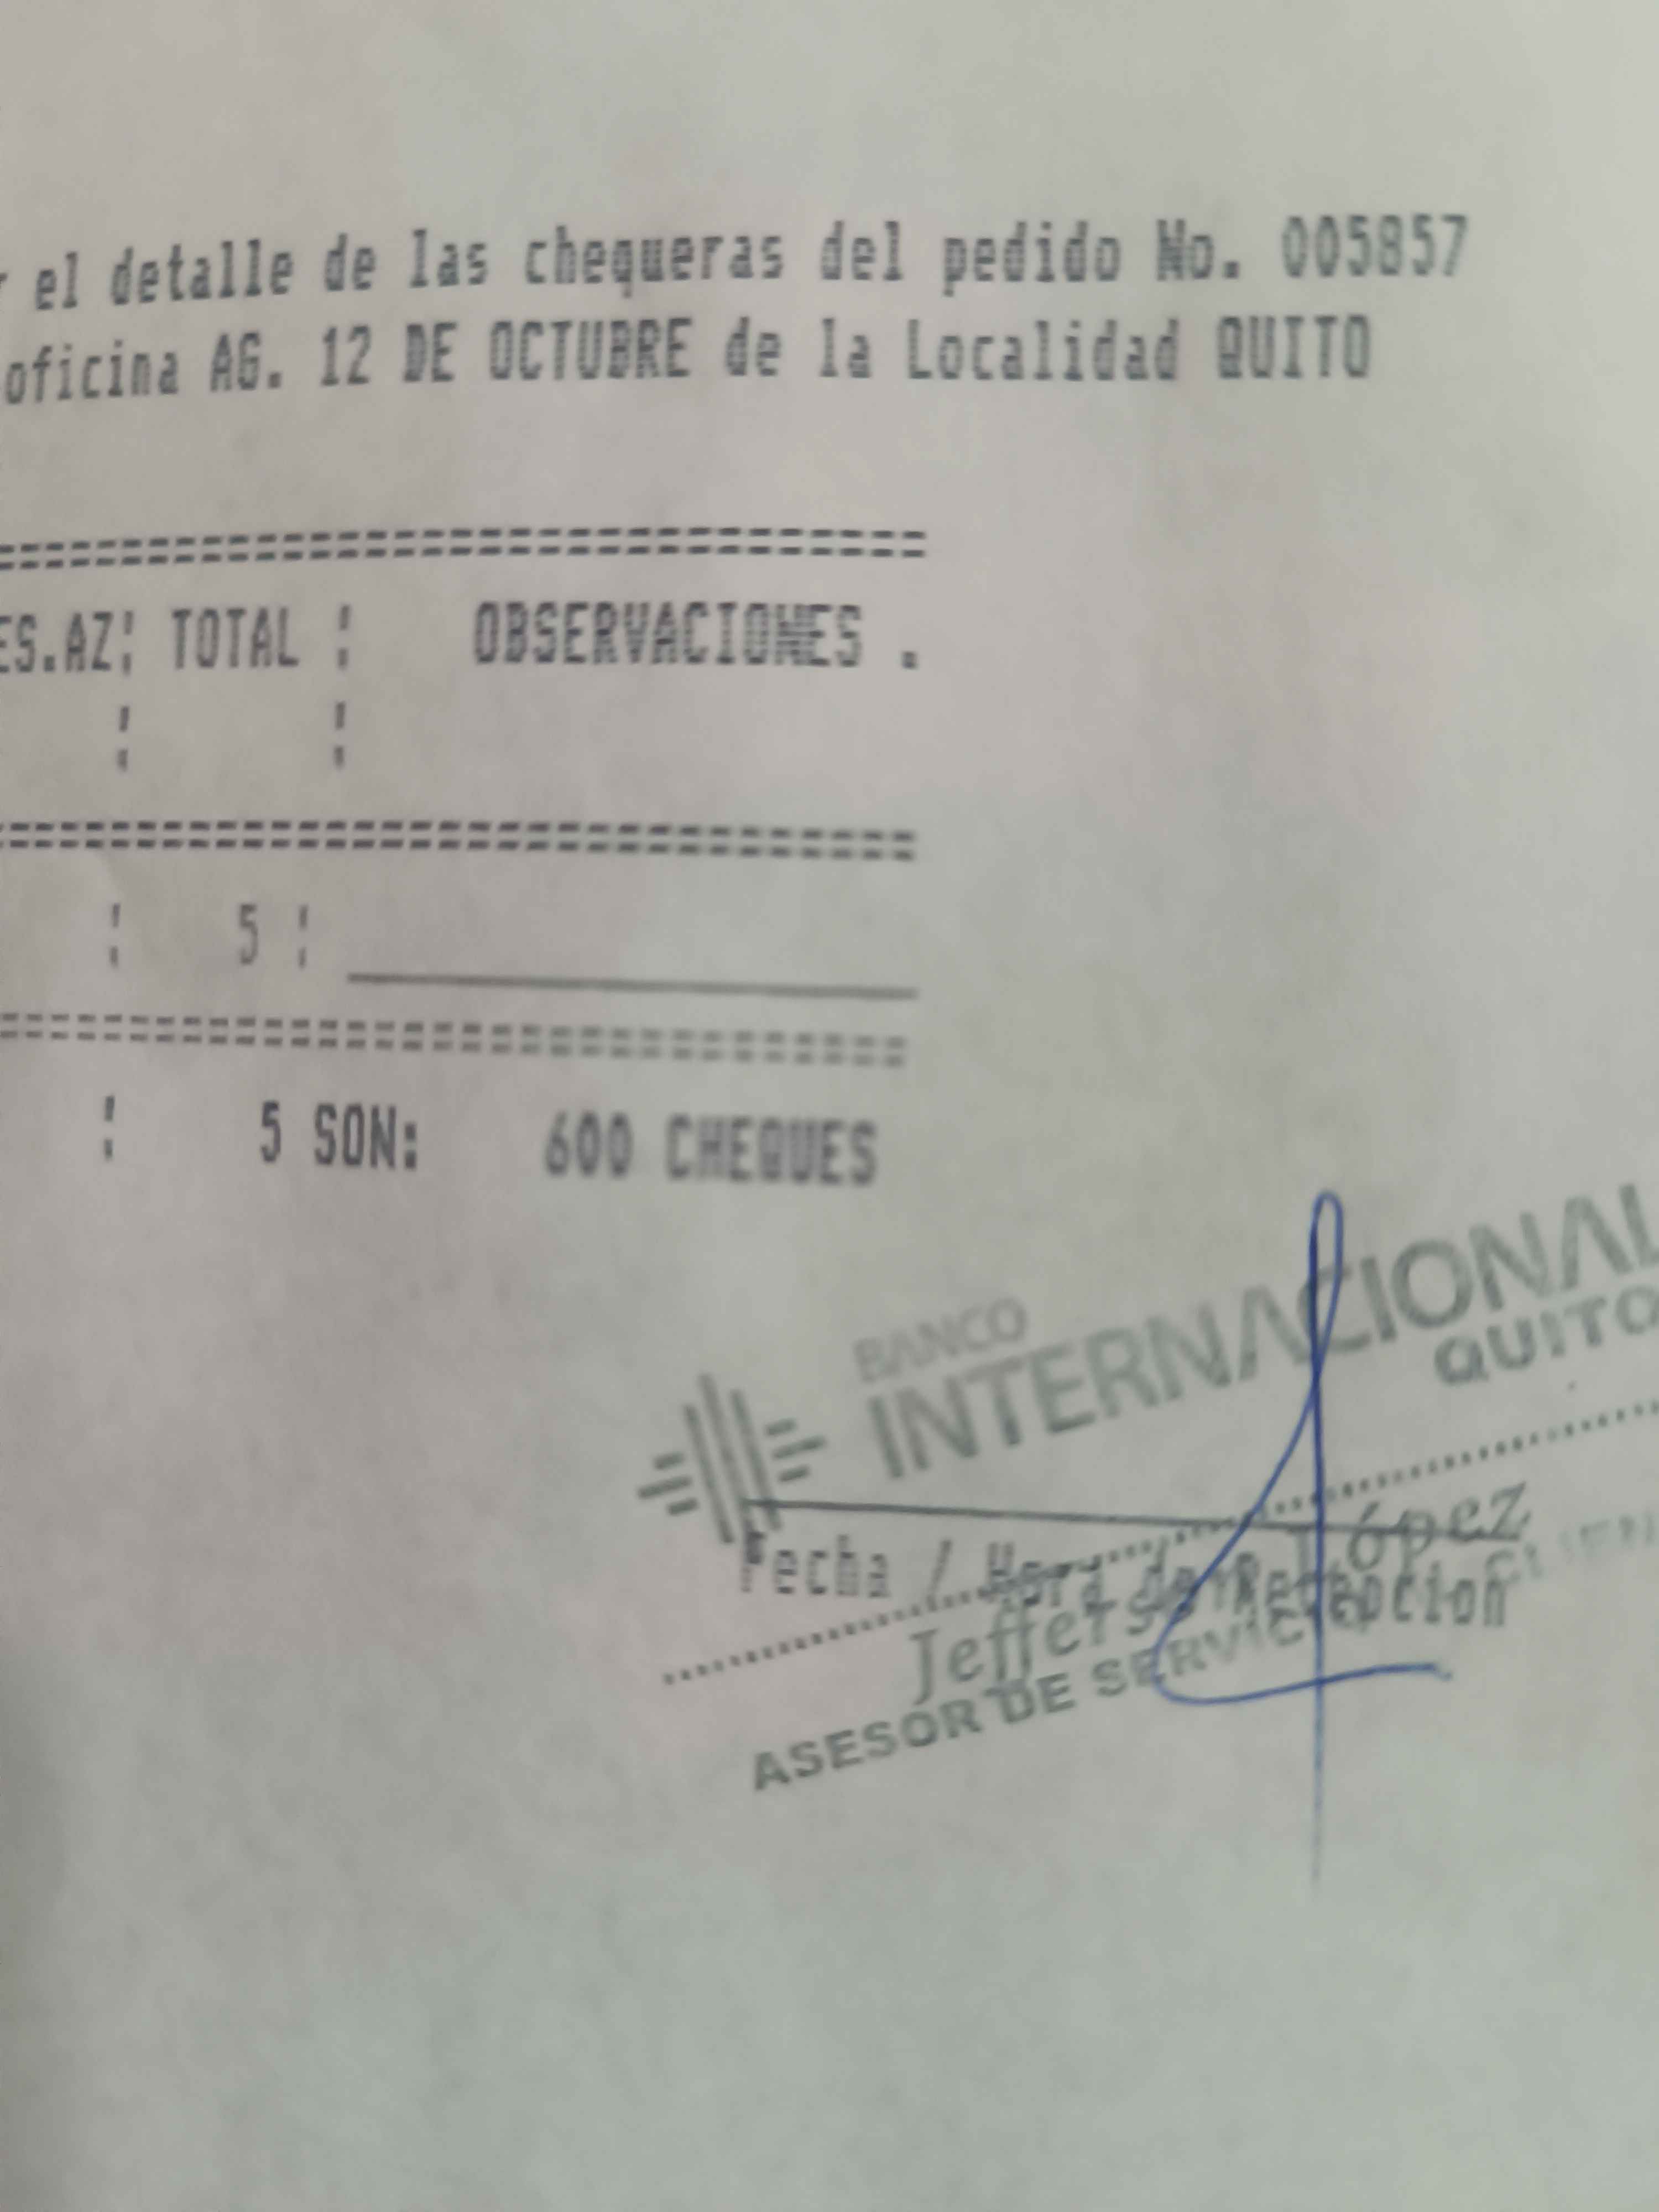 el detalle de las chequeras del pedido No. 005857
oficina AG. 12 DE OCTUBRE de la Localidad QUITO
ES.AZ¦ TOTAL ¦ OBSERVACIONES .
¦ 5 ¦
¦ 5 SON: 600 CHEQUES
BANCO
INTERNACIONAL
QUITO
Fecha / Hora de Recepcion
Jefferson López
ASESOR DE SERVICIO